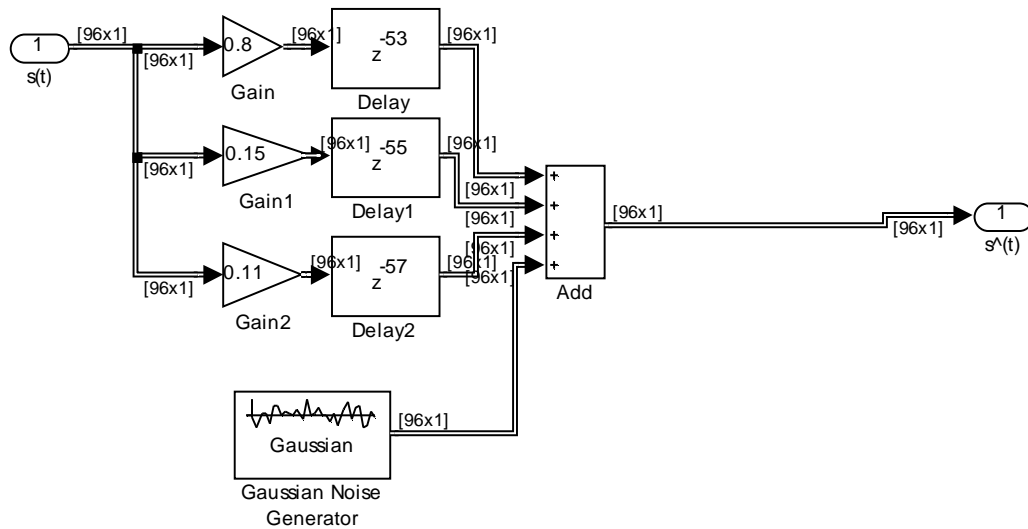 1
s(t)
[96x1]
[96x1]
0.8
Gain
[96x1]
-53
z
Delay
[96x1]
[96x1]
0.15
Gain1
[96x1]
-55
z
Delay1
[96x1]
[96x1]
0.11
Gain2
[96x1]
-57
z
Delay2
[96x1]
[96x1]
[96x1]
[96x1]
[96x1]
+
+
+
+
Add
[96x1]
[96x1]
1
s^(t)
Gaussian
[96x1]
Gaussian Noise
Generator